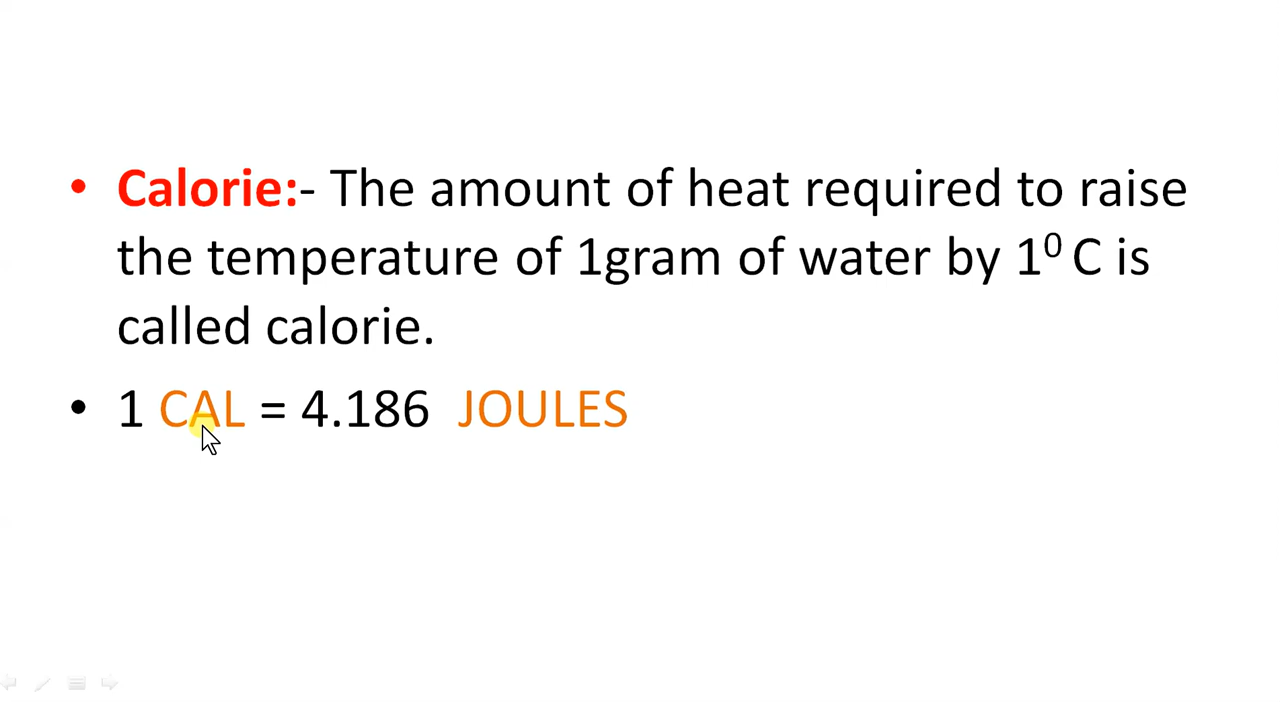 • Calorie:- The amount of heat required to raise
the temperature of 1gram of water by 1⁰ C is
called calorie.
• 1 CAL = 4.186 JOULES